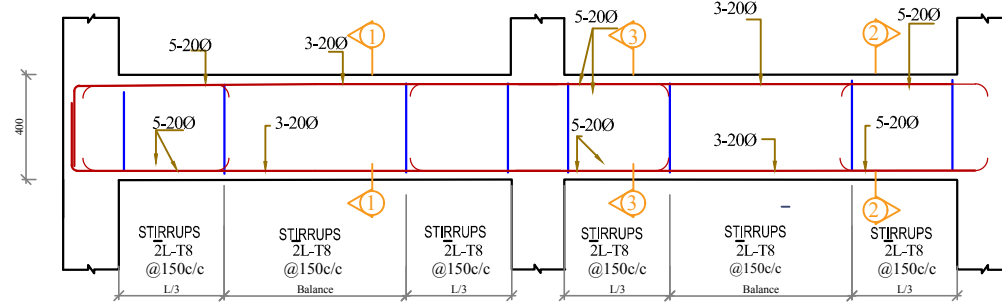 5-20Ø
3-20Ø
1
5-20Ø
3
3-20Ø
2
5-20Ø
400
5-20Ø
3-20Ø
5-20Ø
3-20Ø
5-20Ø
1
3
2
STIRRUPS
2L-T8
@150c/c
L/3
STIRRUPS
2L-T8
@150c/c
Balance
STIRRUPS
2L-T8
@150c/c
L/3
STIRRUPS
2L-T8
@150c/c
L/3
STIRRUPS
2L-T8
@150c/c
Balance
STIRRUPS
2L-T8
@150c/c
L/3